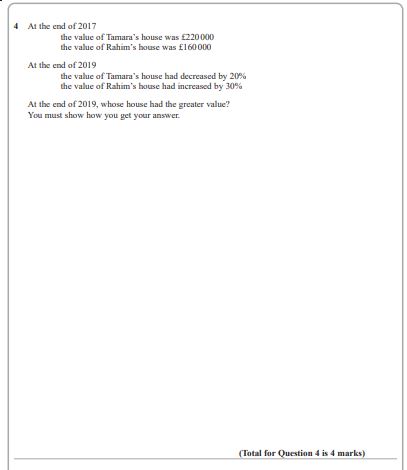 4 At the end of 2017
the value of Tamara's house was £220 000
the value of Rahim's house was £160 000
At the end of 2019
the value of Tamara's house had decreased by 20%
the value of Rahim's house had increased by 30%
At the end of 2019, whose house had the greater value?
You must show how you get your answer.
(Total for Question 4 is 4 marks)